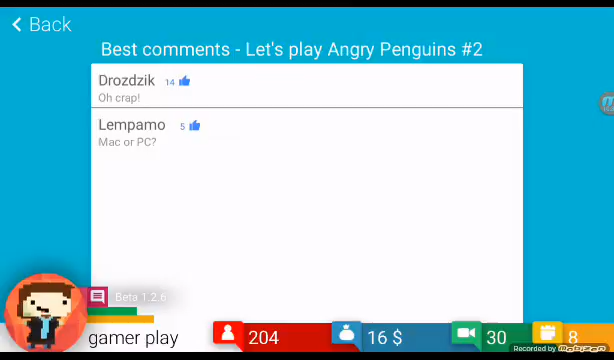 Back
Best comments - Let's play Angry Penguins #2
Drozdzik 14
Oh crap!
Lempamo 5
Mac or PC?
Beta 1.2.6
gamer play 204 16 $ 30 8
Recorded by Mobizen